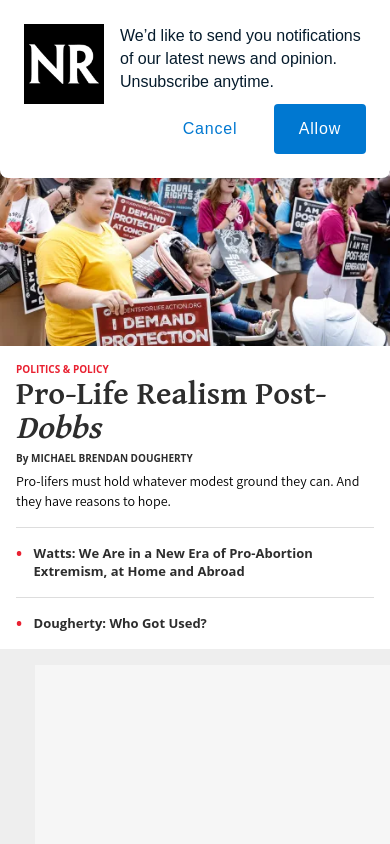 NR
We’d like to send you notifications
of our latest news and opinion.
Unsubscribe anytime.
Cancel
Allow
EQUAL
RIGHTS
I DEMAND
PROTECTION
AT CONC
I AM
POST-ROE
GENERATION
STUDENTSFORLIFEACTION.ORG
I DEMAND
PROTECTION
POLITICS & POLICY
Pro-Life Realism Post-
Dobbs
By MICHAEL BRENDAN DOUGHERTY
Pro-lifers must hold whatever modest ground they can. And
they have reasons to hope.
• Watts: We Are in a New Era of Pro-Abortion
Extremism, at Home and Abroad
• Dougherty: Who Got Used?